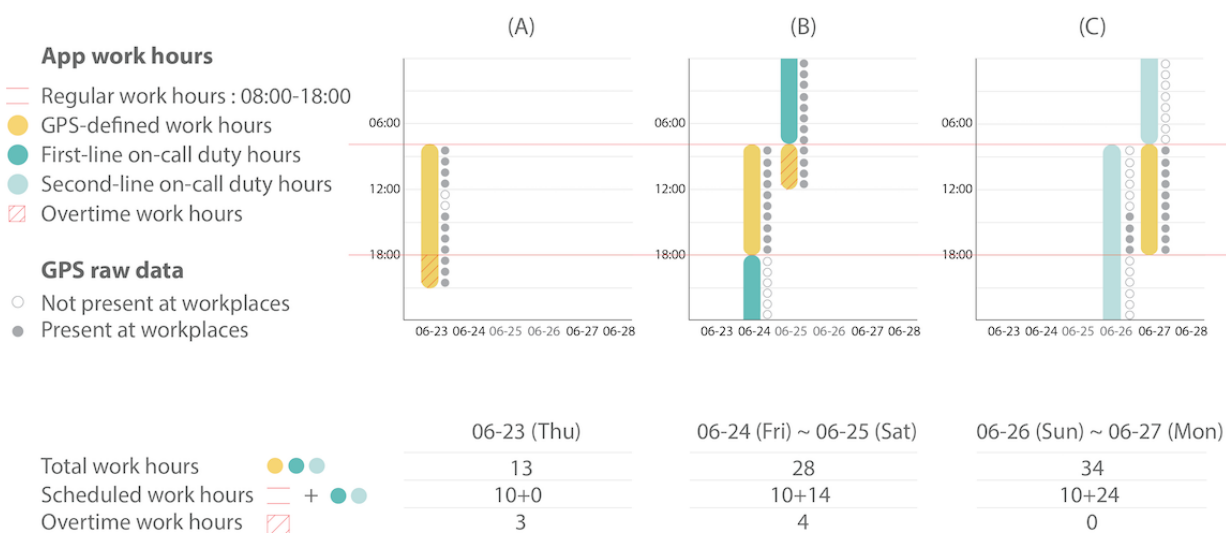 (A) (B) (C)
App work hours
Regular work hours : 08:00-18:00
GPS-defined work hours
First-line on-call duty hours
Second-line on-call duty hours
Overtime work hours
GPS raw data
Not present at workplaces
Present at workplaces
06:00
12:00
18:00
06-23 06-24 06-25 06-26 06-27 06-28
06:00
12:00
18:00
06-23 06-24 06-25 06-26 06-27 06-28
06:00
12:00
18:00
06-23 06-24 06-25 06-26 06-27 06-28
06-23 (Thu) 06-24 (Fri) ~ 06-25 (Sat) 06-26 (Sun) ~ 06-27 (Mon)
Total work hours 13 28 34
Scheduled work hours + 10+0 10+14 10+24
Overtime work hours 3 4 0